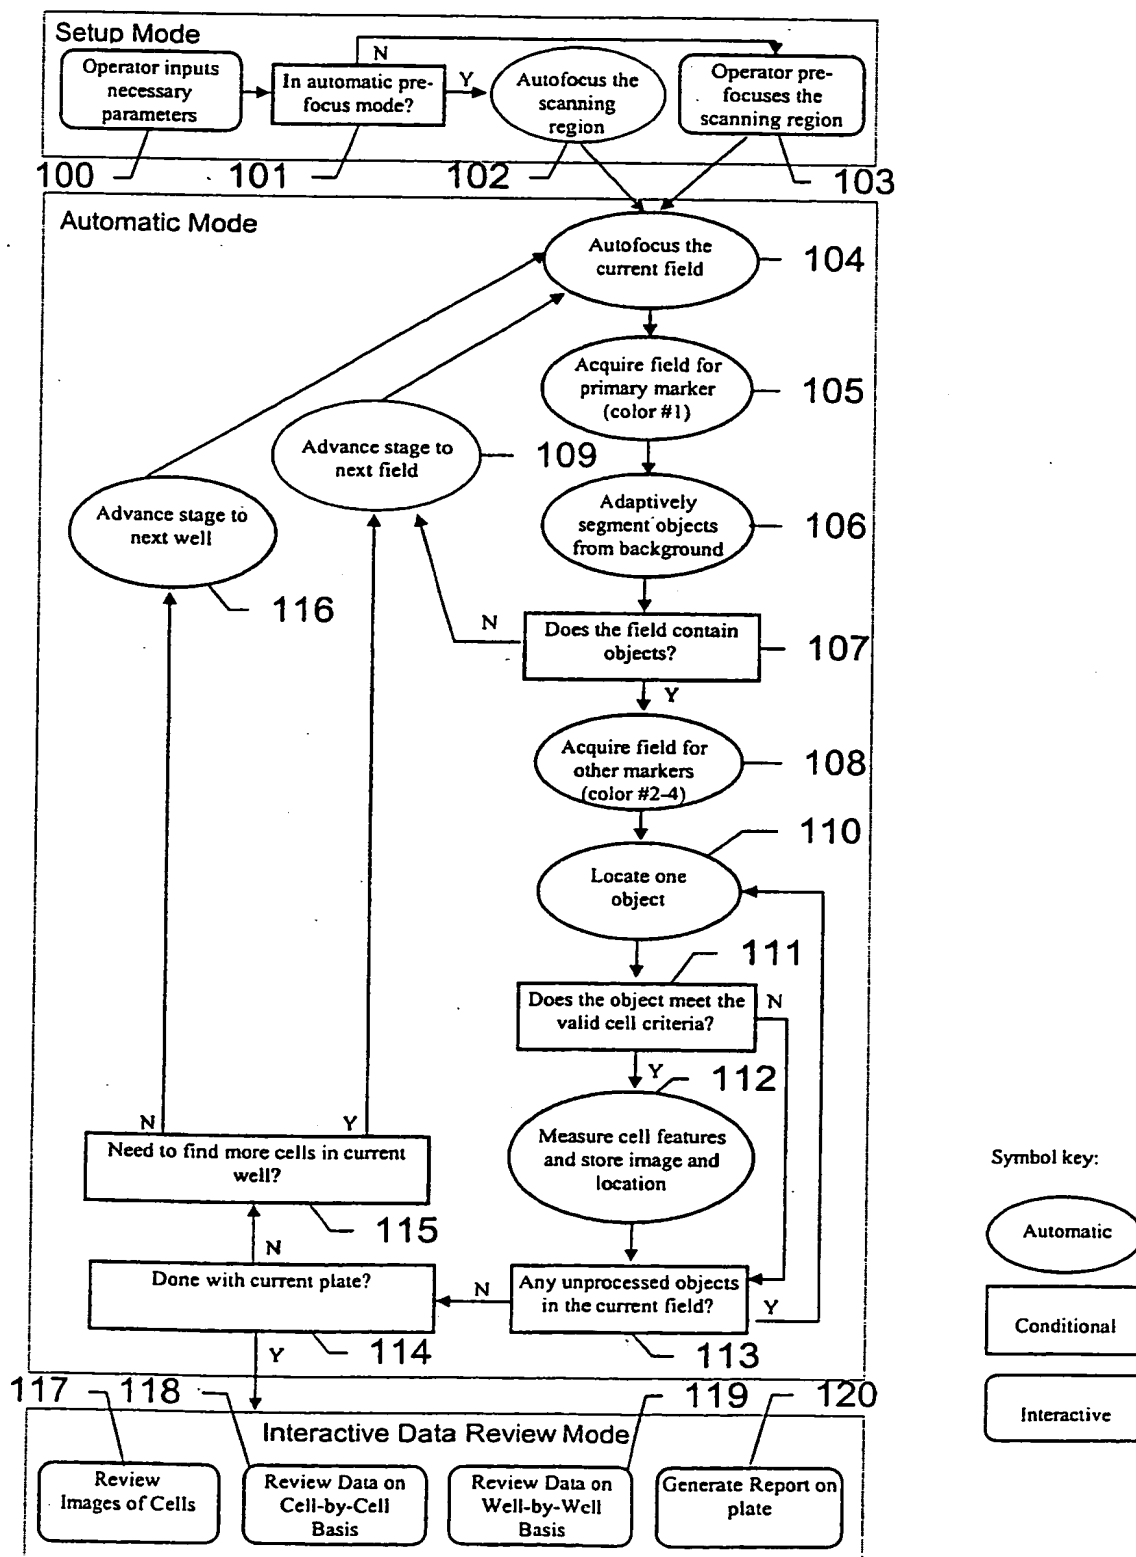 Setup Mode
Operator inputs
necessary
parameters
In automatic pre-
focus mode?
N
Y
Autofocus the
scanning
region
Operator pre-
focuses the
scanning region
100
101
102
103
Automatic Mode
Autofocus the
current field
104
Acquire field for
primary marker
(color #1)
105
Advance stage to
next field
109
Advance stage to
next well
116
Adaptively
segment objects
from background
106
N
Does the field contain
objects?
107
Y
Acquire field for
other markers
(color #2-4)
108
110
Locate one
object
111
Does the object meet the
valid cell criteria?
N
Y
112
Measure cell features
and store image and
location
N
Y
Need to find more cells in current
well?
115
N
Done with current plate?
114
Y
N
Any unprocessed objects
in the current field?
Y
113
Symbol key:
Automatic
Conditional
Interactive
117
118
119
120
Interactive Data Review Mode
Review
Images of Cells
Review Data on
Cell-by-Cell
Basis
Review Data on
Well-by-Well
Basis
Generate Report on
plate